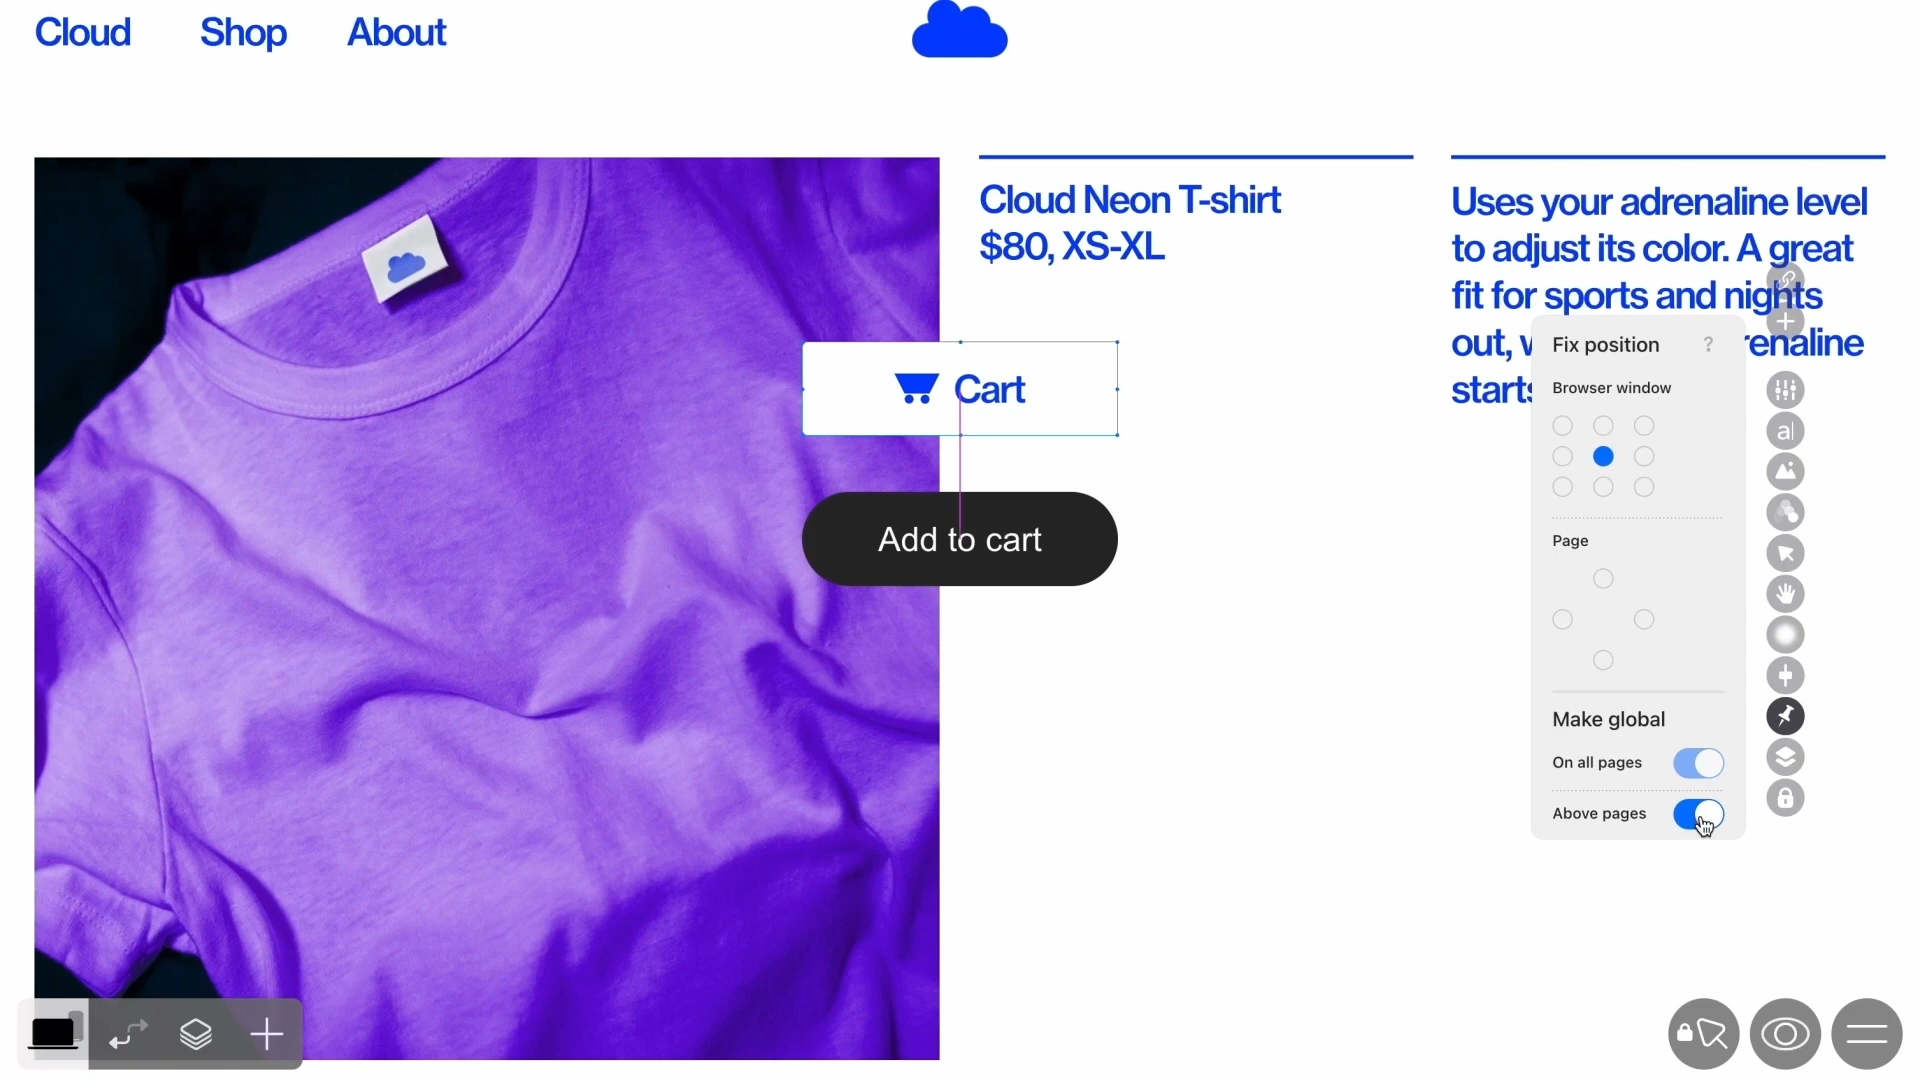 Cloud
Shop
About
Cloud Neon T-shirt
$80, XS-XL
Uses your adrenaline level
to adjust its color. A great
fit for sports and nights
out,
starts
Cart
Add to cart
Fix position
?
Browser window
Page
Make global
On all pages
Above pages
a